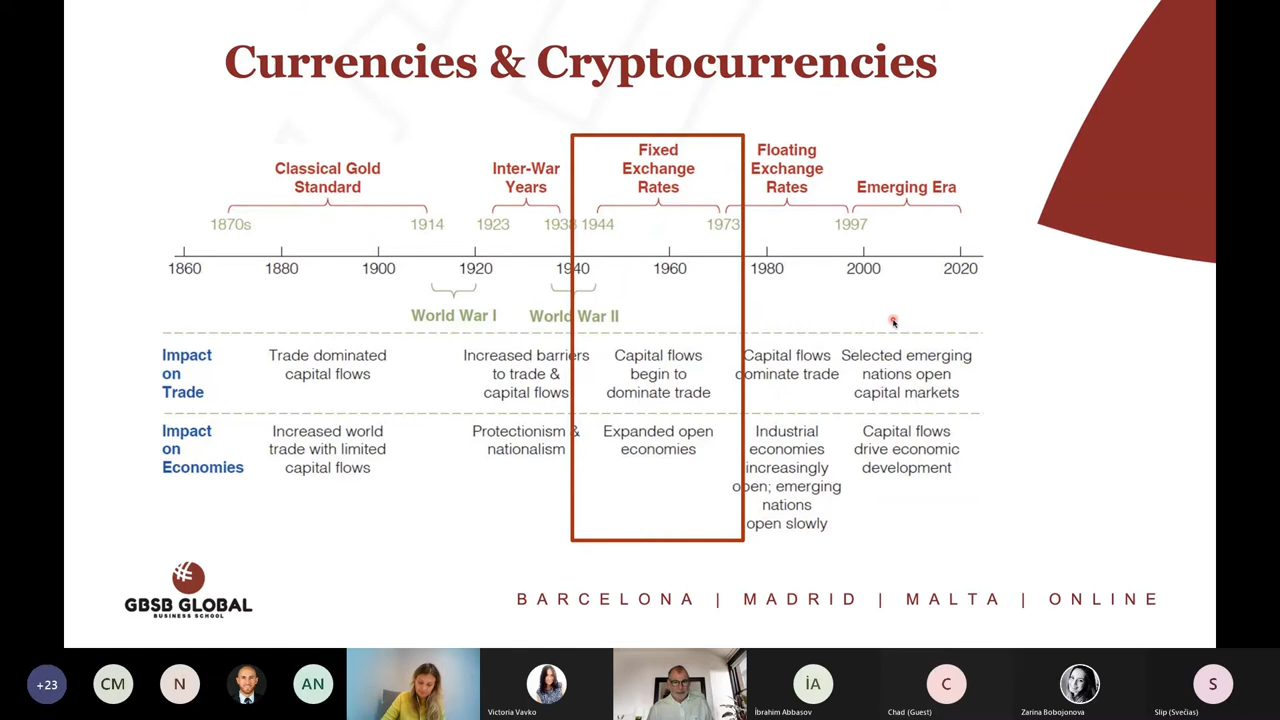 Currencies & Cryptocurrencies
Classical Gold
Standard
Inter-War
Years
Fixed
Exchange
Rates
Floating
Exchange
Rates
Emerging Era
1870s
1914
1923
1938
1944
1973
1997
1860
1880
1900
1920
1940
1960
1980
2000
2020
World War I
World War II
Impact
on
Trade
Trade dominated
capital flows
Increased barriers
to trade &
capital flows
Capital flows
begin to
dominate trade
Capital flows
dominate trade
Selected emerging
nations open
capital markets
Impact
on
Economies
Increased world
trade with limited
capital flows
Protectionism &
nationalism
Expanded open
economies
Industrial
economies
increasingly
open; emerging
nations
open slowly
Capital flows
drive economic
development
GBSB GLOBAL
BUSINESS SCHOOL
BARCELONA | MADRID | MALTA | ONLINE
+23
CM
N
AN
Victoria Vavko
İA
İbrahim Abbasov
C
Chad (Guest)
Zarina Bobojonova
S
Slip (Svečias)